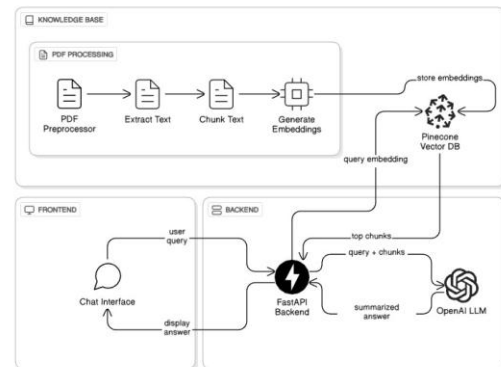 KNOWLEDGE BASE
PDF PROCESSING
PDF
Preprocessor
Extract Text
Chunk Text
Generate
Embeddings
store embeddings
Pinecone
Vector DB
query embedding
FRONTEND
BACKEND
user
query
top chunks
query + chunks
Chat Interface
FastAPI
Backend
OpenAI LLM
display
answer
summarized
answer